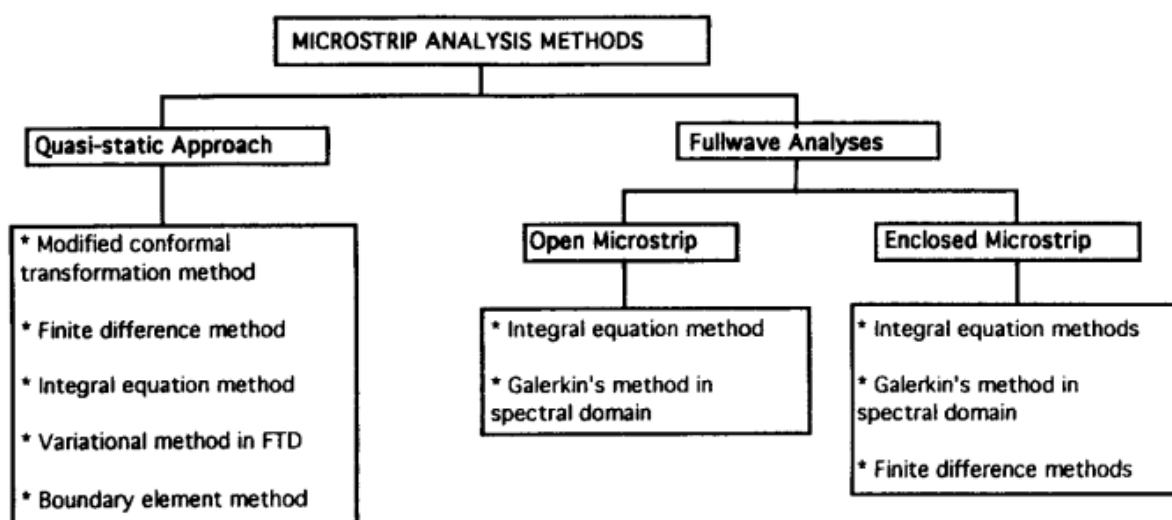 MICROSTRIP ANALYSIS METHODS
Quasi-static Approach
Fullwave Analyses
* Modified conformal
transformation method
* Finite difference method
* Integral equation method
* Variational method in FTD
* Boundary element method
Open Microstrip
* Integral equation method
* Galerkin's method in
spectral domain
Enclosed Microstrip
* Integral equation methods
* Galerkin's method in
spectral domain
* Finite difference methods